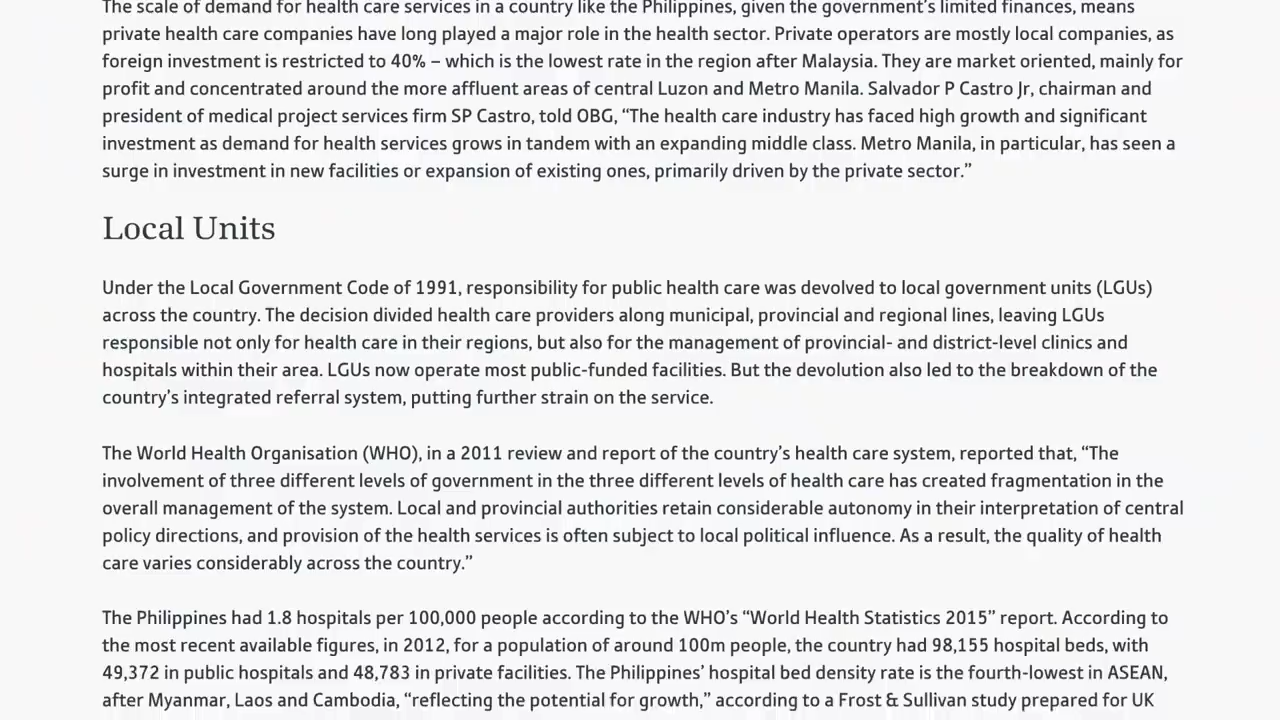 The scale of demand for health care services in a country like the Philippines, given the government’s limited finances, means
private health care companies have long played a major role in the health sector. Private operators are mostly local companies, as
foreign investment is restricted to 40% – which is the lowest rate in the region after Malaysia. They are market oriented, mainly for
profit and concentrated around the more affluent areas of central Luzon and Metro Manila. Salvador P Castro Jr, chairman and
president of medical project services firm SP Castro, told OBG, “The health care industry has faced high growth and significant
investment as demand for health services grows in tandem with an expanding middle class. Metro Manila, in particular, has seen a
surge in investment in new facilities or expansion of existing ones, primarily driven by the private sector.”
Local Units
Under the Local Government Code of 1991, responsibility for public health care was devolved to local government units (LGUs)
across the country. The decision divided health care providers along municipal, provincial and regional lines, leaving LGUs
responsible not only for health care in their regions, but also for the management of provincial- and district-level clinics and
hospitals within their area. LGUs now operate most public-funded facilities. But the devolution also led to the breakdown of the
country’s integrated referral system, putting further strain on the service.
The World Health Organisation (WHO), in a 2011 review and report of the country’s health care system, reported that, “The
involvement of three different levels of government in the three different levels of health care has created fragmentation in the
overall management of the system. Local and provincial authorities retain considerable autonomy in their interpretation of central
policy directions, and provision of the health services is often subject to local political influence. As a result, the quality of health
care varies considerably across the country.”
The Philippines had 1.8 hospitals per 100,000 people according to the WHO’s “World Health Statistics 2015” report. According to
the most recent available figures, in 2012, for a population of around 100m people, the country had 98,155 hospital beds, with
49,372 in public hospitals and 48,783 in private facilities. The Philippines’ hospital bed density rate is the fourth-lowest in ASEAN,
after Myanmar, Laos and Cambodia, “reflecting the potential for growth,” according to a Frost & Sullivan study prepared for UK